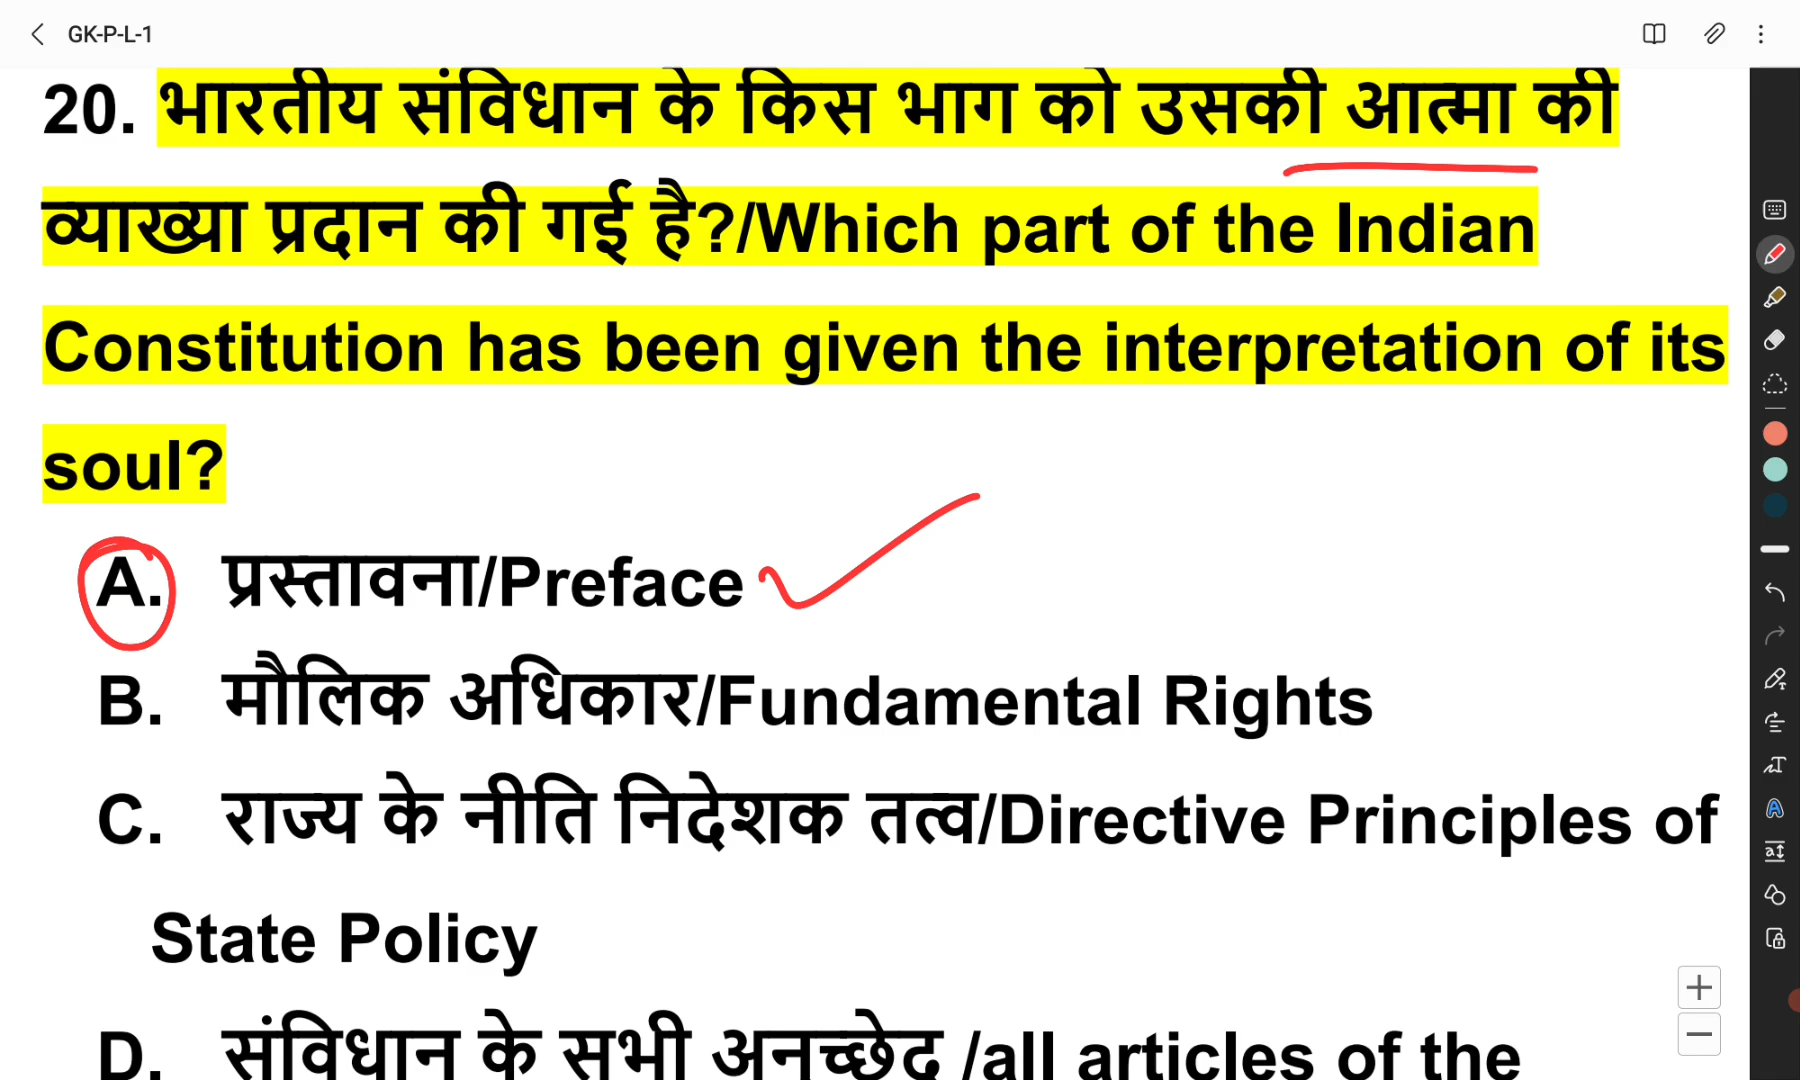 GK-P-L-1
20. भारतीय संविधान के किस भाग को उसकी आत्मा की
व्याख्या प्रदान की गई है?/Which part of the Indian
Constitution has been given the interpretation of its
soul?
A. प्रस्तावना/Preface
B. मौलिक अधिकार/Fundamental Rights
C. राज्य के नीति निदेशक तत्व/Directive Principles of
State Policy
D. संविधान के सभी अनच्छेद /all articles of the